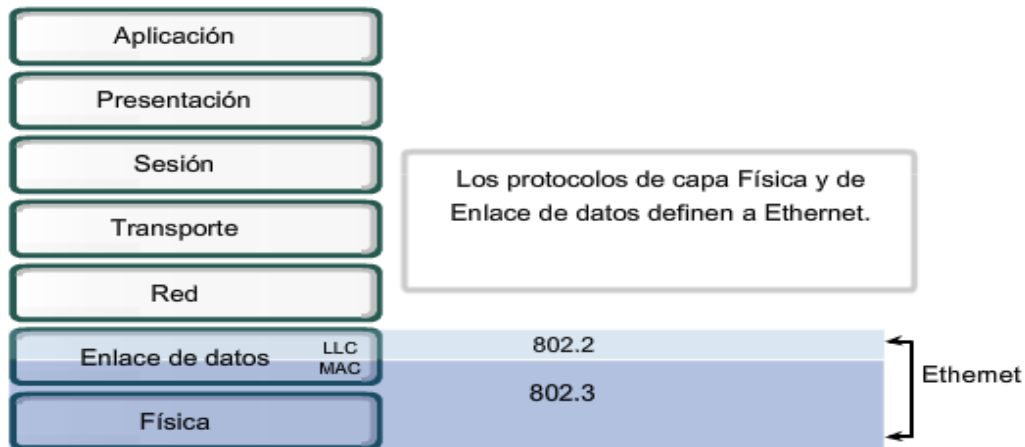 Aplicación
Presentación
Sesión
Transporte
Red
Los protocolos de capa Física y de
Enlace de datos definen a Ethernet.
Enlace de datos
LLC
MAC
Física
802.2
802.3
Ethernet